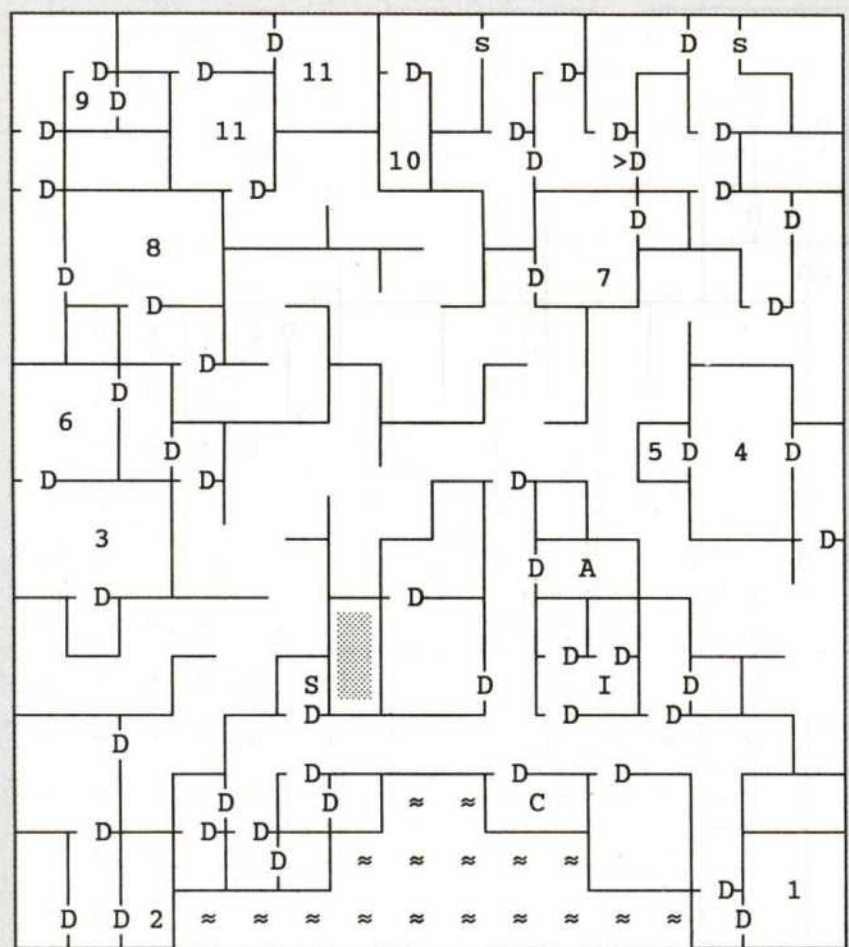 D s D s
D D 11 D D
9 D
D 11 D D D
10 D >D
D D D
D D
8
D D 7
D D
D
D
6
D 5 D 4 D
D D D
3 D
D A
D D
D D
S D I D
D D D
D
D D D
D D ≈ ≈ C
D D D
D ≈ ≈ ≈ ≈ ≈
D 1
D D 2 ≈ ≈ ≈ ≈ ≈ ≈ ≈ ≈ ≈ ≈ D